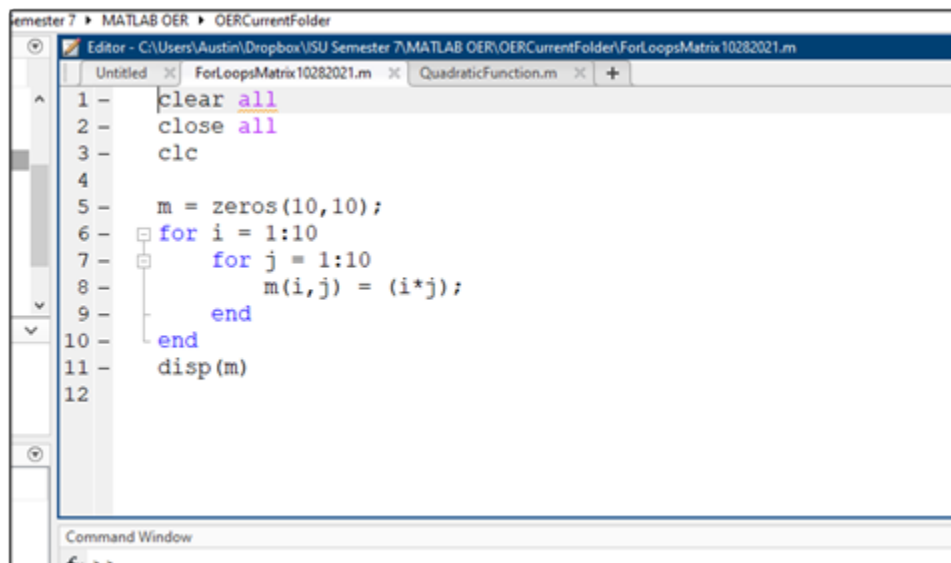 emester 7 ▸ MATLAB OER ▸ OERCurrentFolder
Editor - C:\Users\Austin\Dropbox\ISU Semester 7\MATLAB OER\OERCurrentFolder\ForLoopsMatrix10282021.m
Untitled × ForLoopsMatrix10282021.m × QuadraticFunction.m × +
1 – clear all
2 – close all
3 – clc
4
5 – m = zeros(10,10);
6 – for i = 1:10
7 – for j = 1:10
8 – m(i,j) = (i*j);
9 – end
10 – end
11 – disp(m)
12
Command Window
>>